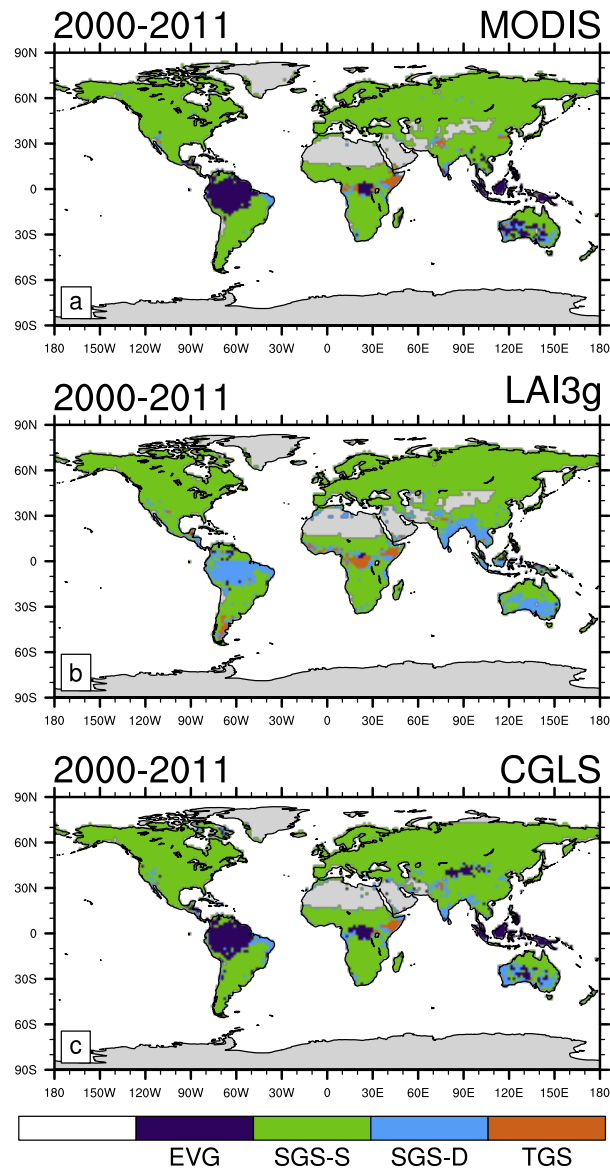 2000-2011 MODIS
90N
60N
30N
0
30S
60S
90S
a
180 150W 120W 90W 60W 30W 0 30E 60E 90E 120E 150E 180
2000-2011 LAI3g
90N
60N
30N
0
30S
60S
90S
b
180 150W 120W 90W 60W 30W 0 30E 60E 90E 120E 150E 180
2000-2011 CGLS
90N
60N
30N
0
30S
60S
90S
c
180 150W 120W 90W 60W 30W 0 30E 60E 90E 120E 150E 180
EVG SGS-S SGS-D TGS